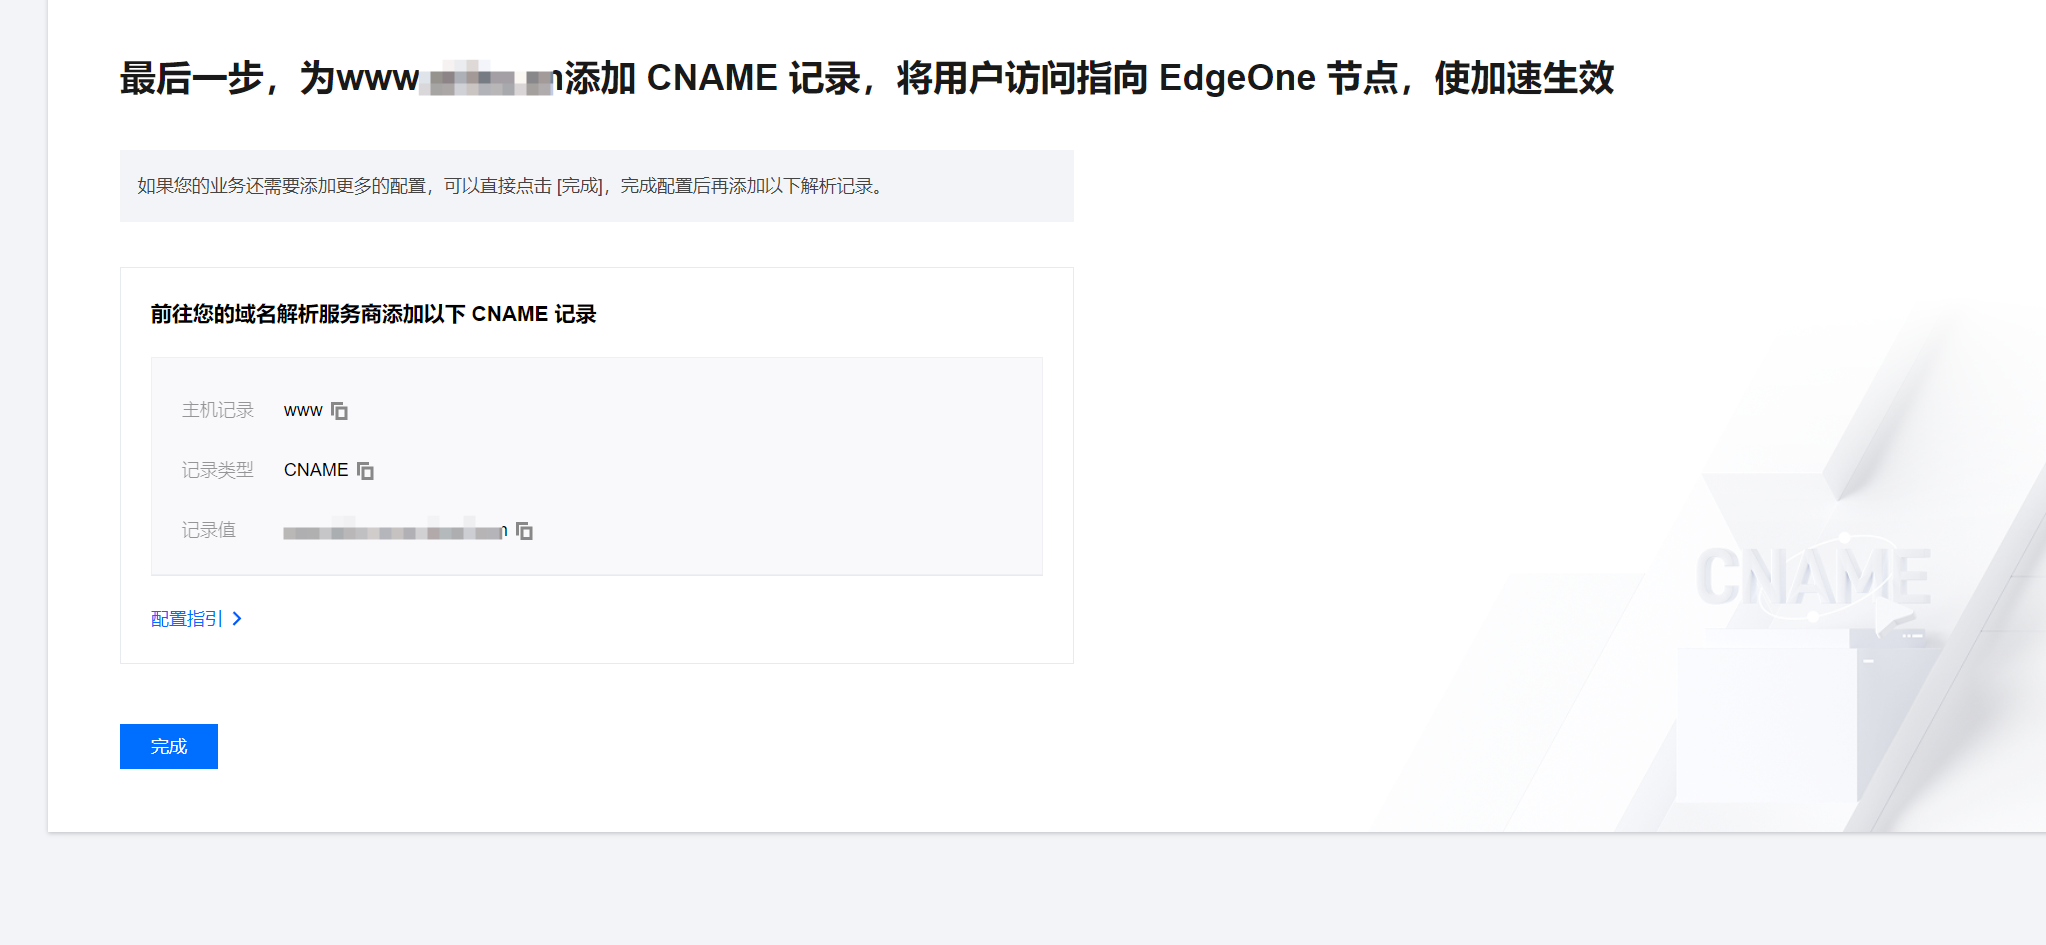 最后一步，为www添加 CNAME 记录，将用户访问指向 EdgeOne 节点，使加速生效
如果您的业务还需要添加更多的配置，可以直接点击 [完成]，完成配置后再添加以下解析记录。
前往您的域名解析服务商添加以下 CNAME 记录
主机记录 www
记录类型 CNAME
记录值
配置指引
CNAME
完成